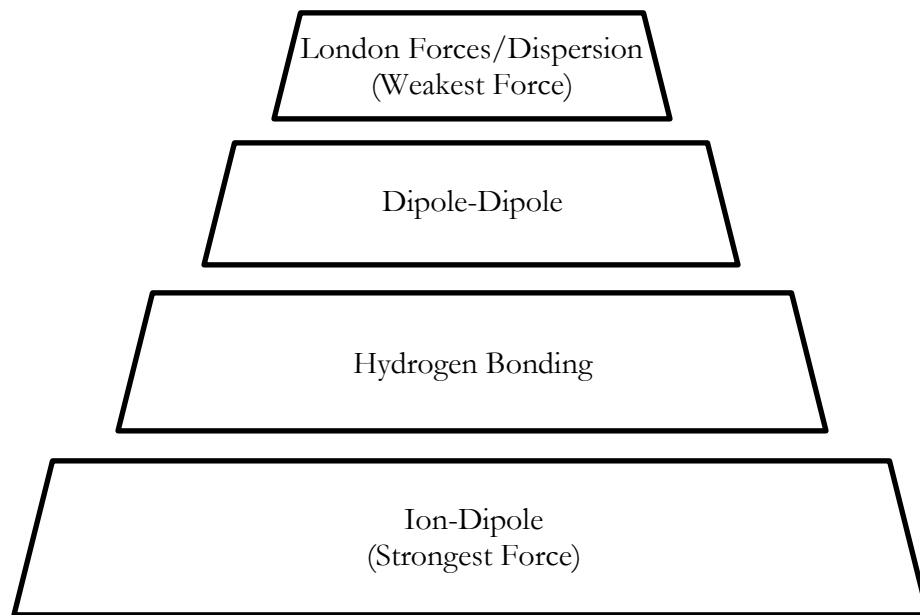 London Forces/Dispersion
(Weakest Force)
Dipole-Dipole
Hydrogen Bonding
Ion-Dipole
(Strongest Force)